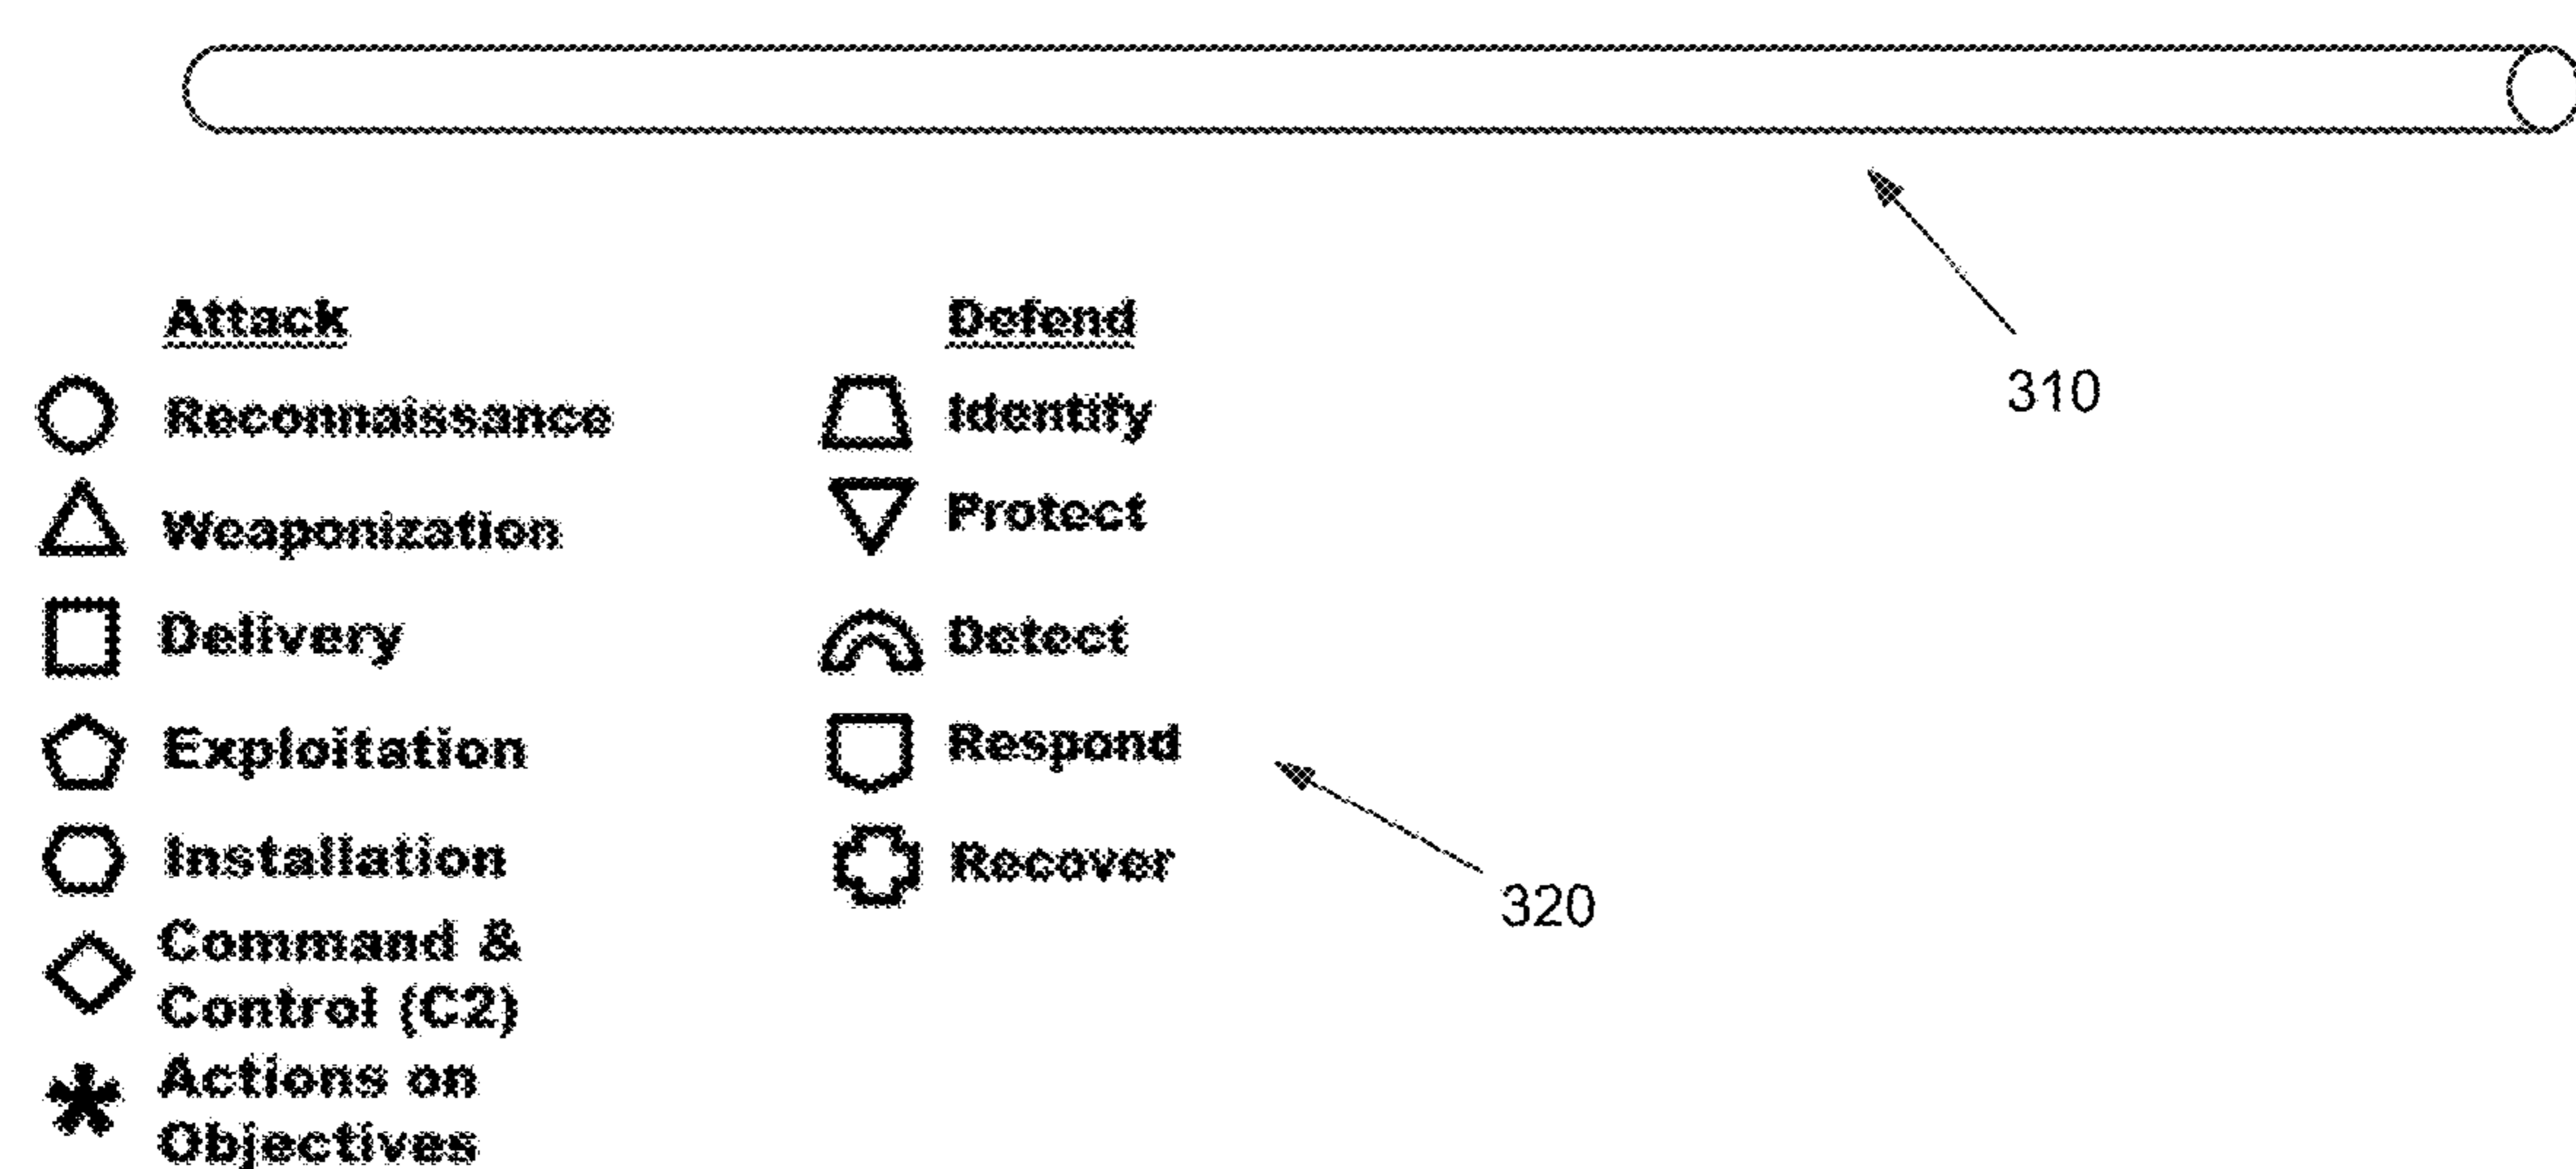 Attack
Reconnaissance
Weaponization
Delivery
Exploitation
Installation
Command &
Control (C2)
Actions on
Objectives
Defend
Identify
Protect
Detect
Respond
Recover
310
320